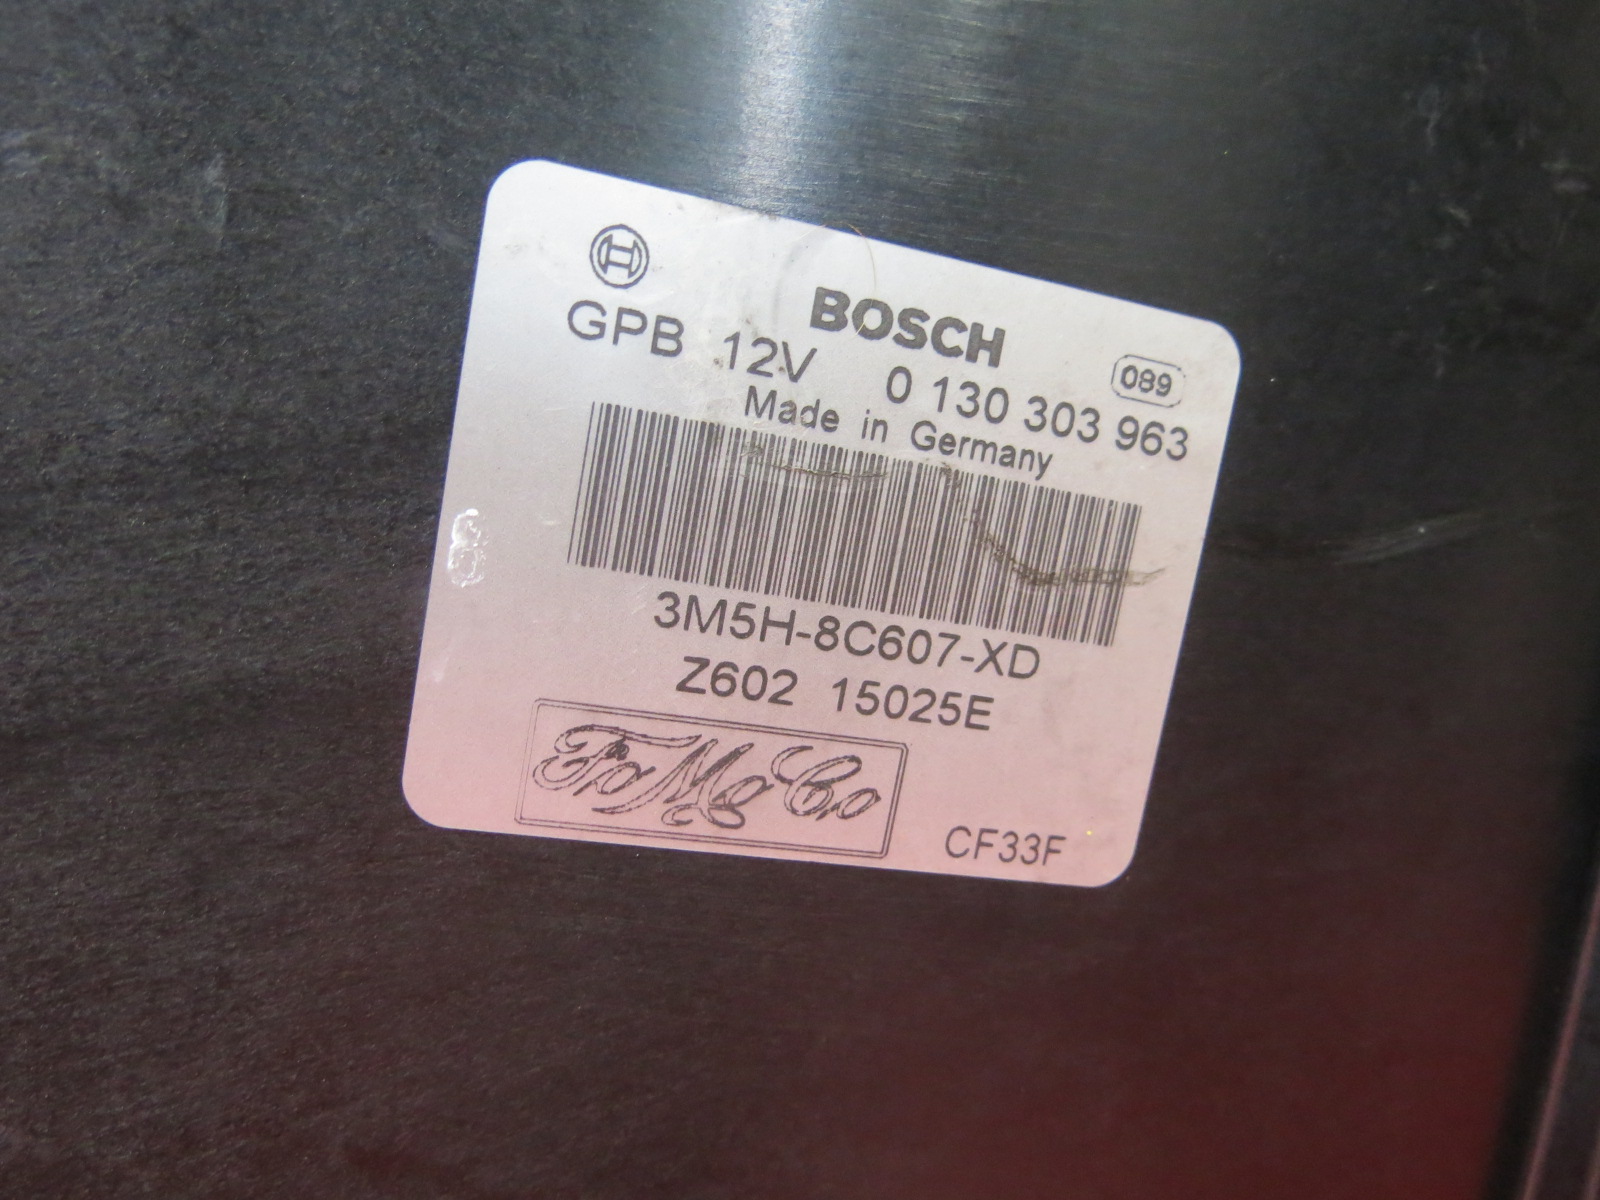 BOSCH
089
GPB 12V 0 130 303 963
Made in Germany
3M5H-8C607-XD
Z602 15025E
FoMoCo
CF33F